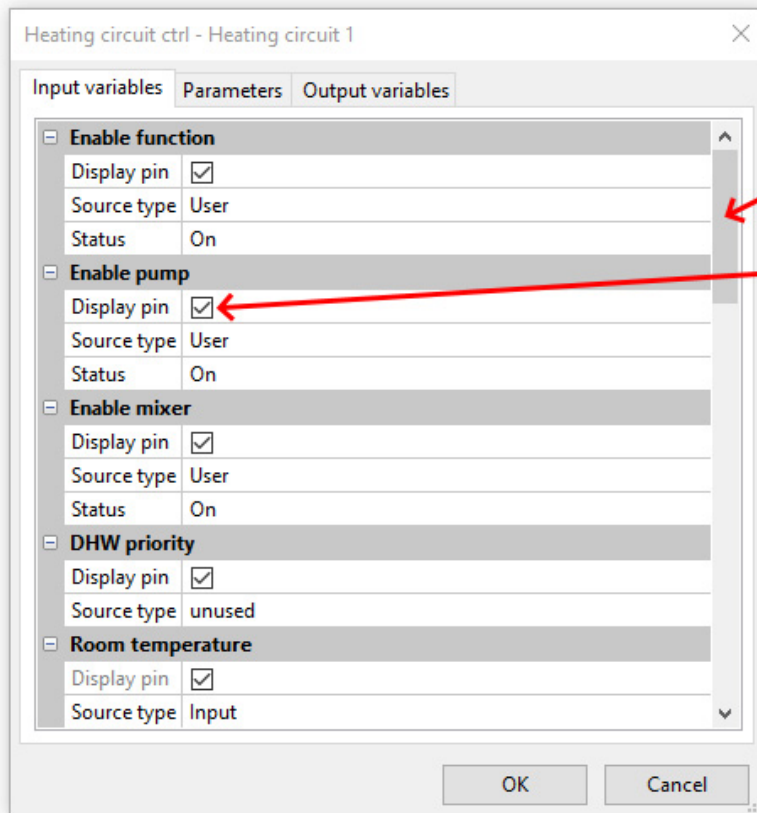 Heating circuit ctrl - Heating circuit 1
Input variables Parameters Output variables
Enable function
Display pin
Source type User
Status On
Enable pump
Display pin
Source type User
Status On
Enable mixer
Display pin
Source type User
Status On
DHW priority
Display pin
Source type unused
Room temperature
Display pin
Source type Input
OK Cancel